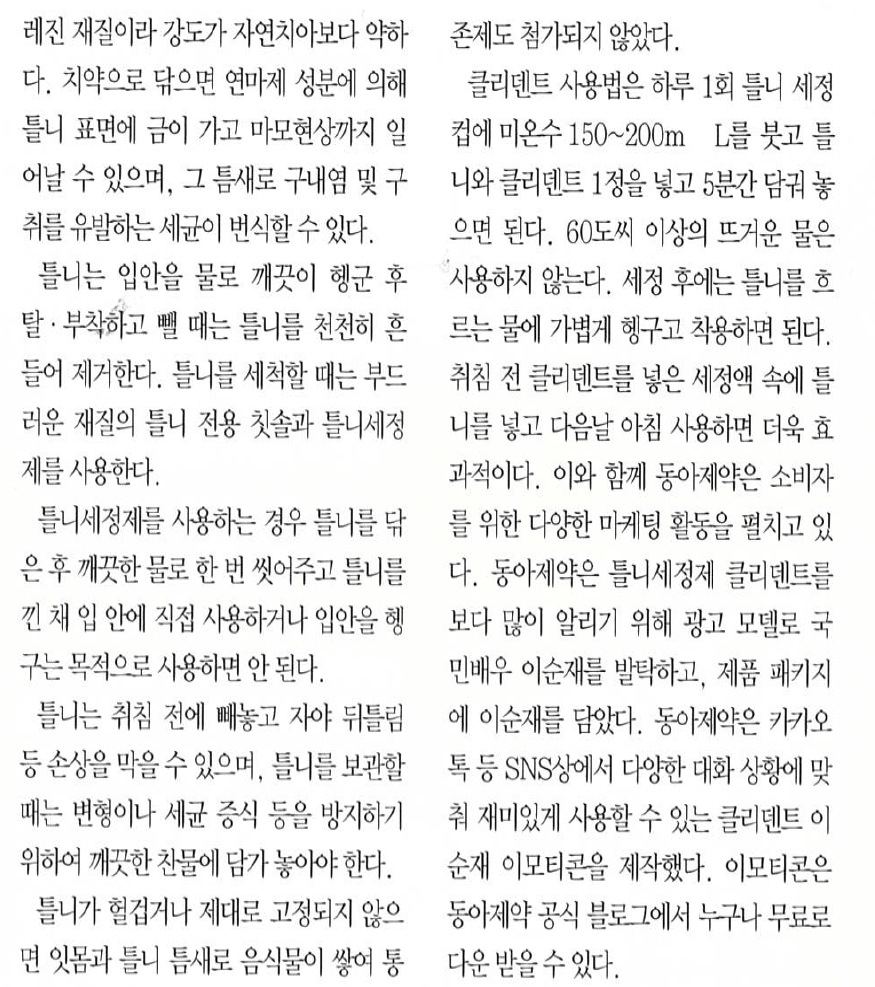 레진 재질이라 강도가 자연치아보다 약하
다. 치약으로 닦으면 연마제 성분에 의해
틀니 표면에 금이 가고 마모현상까지 일
어날 수 있으며, 그 틈새로 구내염 및 구
취를 유발하는 세균이 번식할 수 있다.
틀니는 입안을 물로 깨끗이 헹군 후
탈·부착하고 뺄 때는 틀니를 천천히 흔
들어 제거한다. 틀니를 세척할 때는 부드
러운 재질의 틀니 전용 칫솔과 틀니세정
제를 사용한다.
틀니세정제를 사용하는 경우 틀니를 닦
은 후 깨끗한 물로 한 번 씻어주고 틀니를
낀 채 입 안에 직접 사용하거나 입안을 헹
구는 목적으로 사용하면 안 된다.
틀니는 취침 전에 빼놓고 자야 뒤틀림
등 손상을 막을 수 있으며, 틀니를 보관할
때는 변형이나 세균 증식 등을 방지하기
위하여 깨끗한 찬물에 담가 놓아야 한다.
틀니가 헐겁거나 제대로 고정되지 않으
면 잇몸과 틀니 틈새로 음식물이 쌓여 통
존제도 첨가되지 않았다.
클리덴트 사용법은 하루 1회 틀니 세정
컵에 미온수 150~200m L를 붓고 틀
니와 클리덴트 1정을 넣고 5분간 담궈 놓
으면 된다. 60도씨 이상의 뜨거운 물은
사용하지 않는다. 세정 후에는 틀니를 흐
르는 물에 가볍게 헹구고 착용하면 된다.
취침 전 클리덴트를 넣은 세정액 속에 틀
니를 넣고 다음날 아침 사용하면 더욱 효
과적이다. 이와 함께 동아제약은 소비자
를 위한 다양한 마케팅 활동을 펼치고 있
다. 동아제약은 틀니세정제 클리덴트를
보다 많이 알리기 위해 광고 모델로 국
민배우 이순재를 발탁하고, 제품 패키지
에 이순재를 담았다. 동아제약은 카카오
톡 등 SNS상에서 다양한 대화 상황에 맞
춰 재미있게 사용할 수 있는 클리덴트 이
순재 이모티콘을 제작했다. 이모티콘은
동아제약 공식 블로그에서 누구나 무료로
다운 받을 수 있다.